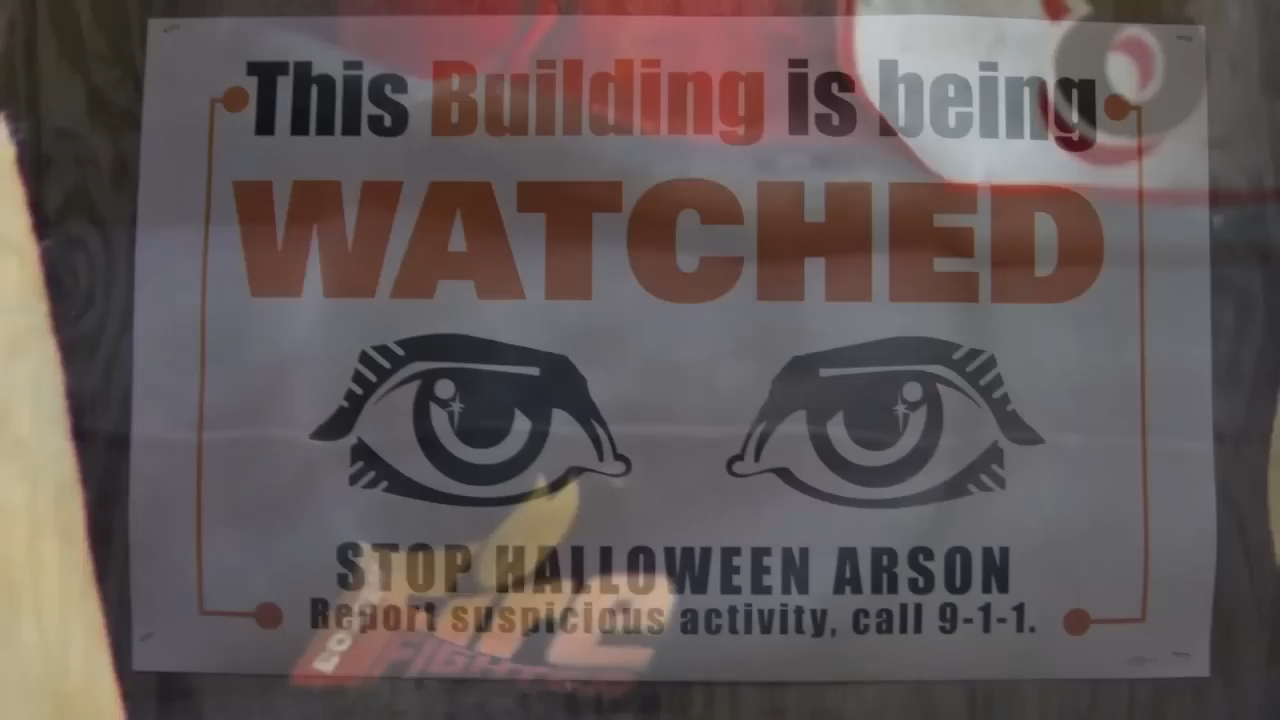 This Building is being
WATCHED
STOP HALLOWEEN ARSON
Report suspicious activity, call 9-1-1.